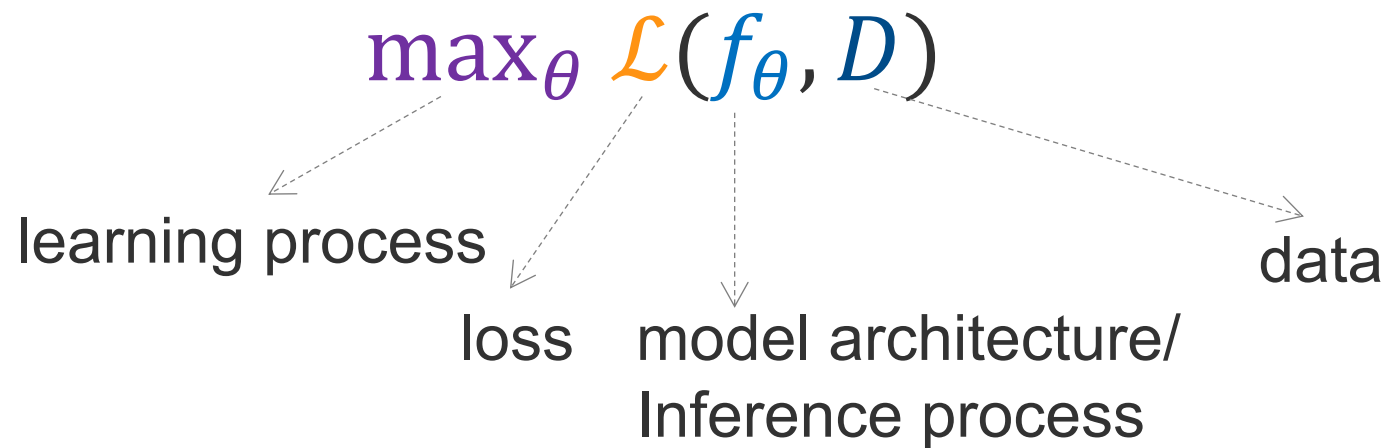 max_θ ℒ(f_θ, D)
learning process
data
loss
model architecture/
Inference process